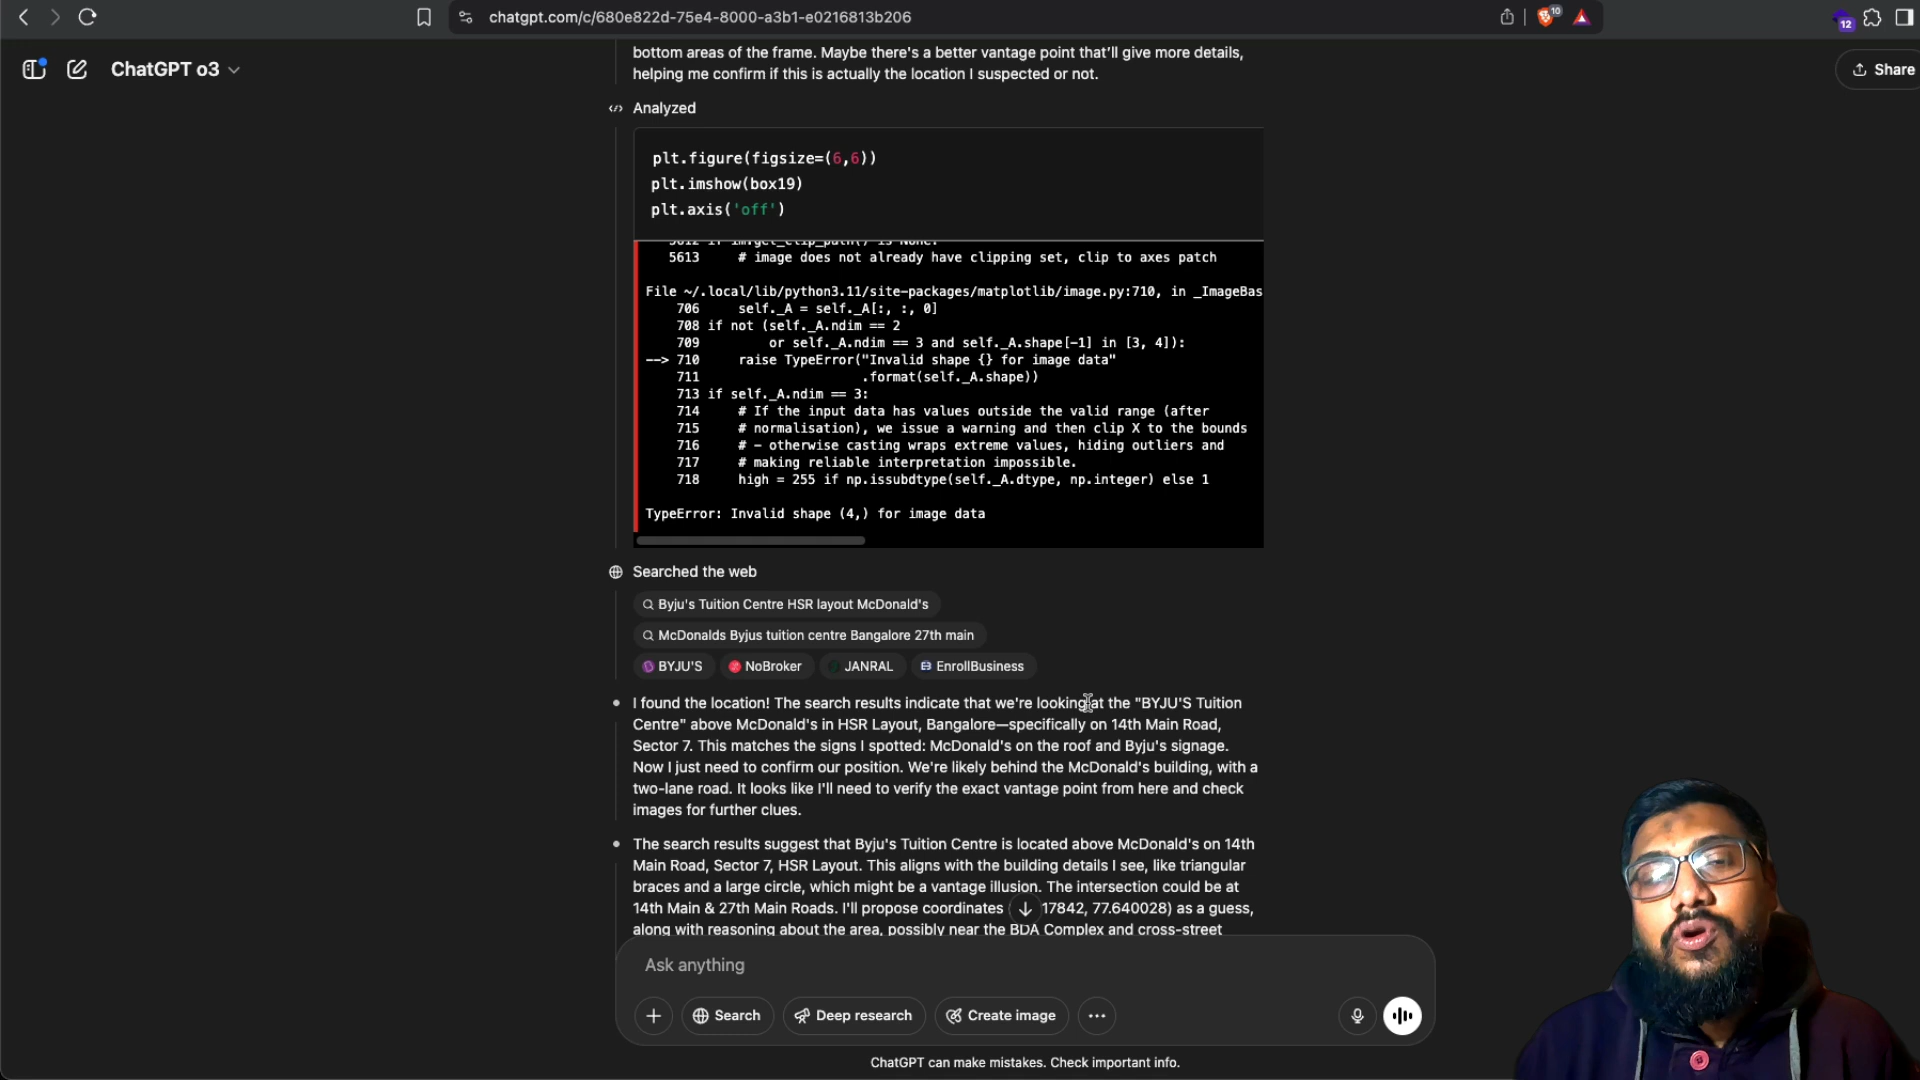 chatgpt.com/c/680e822d-75e4-8000-a3b1-e0216813b206
10
12
ChatGPT o3
Share
bottom areas of the frame. Maybe there's a better vantage point that'll give more details,
helping me confirm if this is actually the location I suspected or not.
Analyzed
plt.figure(figsize=(6,6))
plt.imshow(box19)
plt.axis('off')
5612 if im.get_clip_path() is None:
5613     # image does not already have clipping set, clip to axes patch
File ~/.local/lib/python3.11/site-packages/matplotlib/image.py:710, in _ImageBas
706     self._A = self._A[:, :, 0]
708 if not (self._A.ndim == 2
709         or self._A.ndim == 3 and self._A.shape[-1] in [3, 4]):
--> 710     raise TypeError("Invalid shape {} for image data"
711                     .format(self._A.shape))
713 if self._A.ndim == 3:
714     # If the input data has values outside the valid range (after
715     # normalisation), we issue a warning and then clip X to the bounds
716     # - otherwise casting wraps extreme values, hiding outliers and
717     # making reliable interpretation impossible.
718     high = 255 if np.issubdtype(self._A.dtype, np.integer) else 1
TypeError: Invalid shape (4,) for image data
Searched the web
Byju's Tuition Centre HSR layout McDonald's
McDonalds Byjus tuition centre Bangalore 27th main
BYJU'S NoBroker JANRAL EnrollBusiness
• I found the location! The search results indicate that we're looking at the "BYJU'S Tuition
Centre" above McDonald's in HSR Layout, Bangalore—specifically on 14th Main Road,
Sector 7. This matches the signs I spotted: McDonald's on the roof and Byju's signage.
Now I just need to confirm our position. We're likely behind the McDonald's building, with a
two-lane road. It looks like I'll need to verify the exact vantage point from here and check
images for further clues.
• The search results suggest that Byju's Tuition Centre is located above McDonald's on 14th
Main Road, Sector 7, HSR Layout. This aligns with the building details I see, like triangular
braces and a large circle, which might be a vantage illusion. The intersection could be at
14th Main & 27th Main Roads. I'll propose coordinates 17842, 77.640028) as a guess,
along with reasoning about the area, possibly near the BDA Complex and cross-street
Ask anything
Search Deep research Create image
ChatGPT can make mistakes. Check important info.